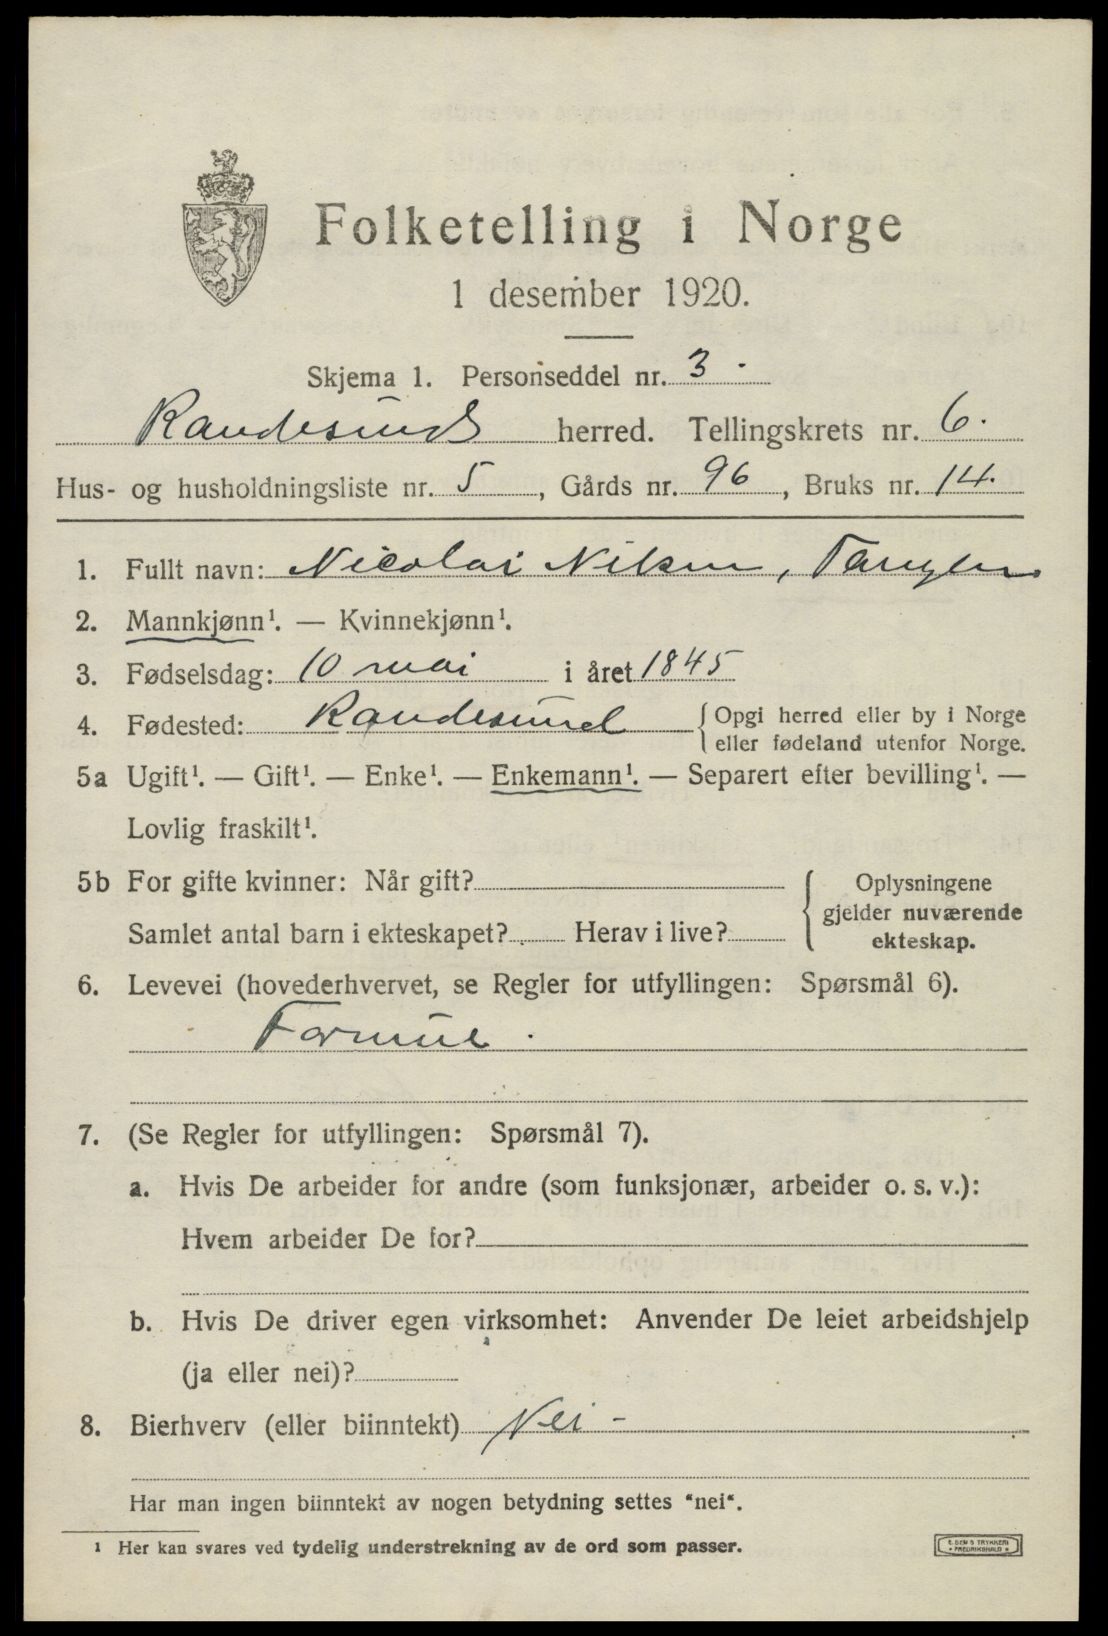 Folketelling i Norge
1 desember 1920.
Skjema 1. Personseddel nr. 3.
Randesund herred. Tellingskrets nr. 6.
Hus- og husholdningsliste nr. 5, Gårds nr. 96, Bruks nr. 14.
1. Fullt navn: Nicolai
2. Mannkjønn¹. — Kvinnekjønn¹.
3. Fødselsdag: 10 mai i året 1845
4. Fødested: Randesund {Opgi herred eller by i Norge
eller fødeland utenfor Norge.
5a Ugift¹. — Gift¹. — Enke¹. — Enkemann¹. — Separert efter bevilling¹. —
Lovlig fraskilt¹.
5b For gifte kvinner: Når gift? { Oplysningene
gjelder nuværende
Samlet antal barn i ekteskapet? Herav i live?
ekteskap.
6. Levevei (hovederhvervet, se Regler for utfyllingen: Spørsmål 6).
7. (Se Regler for utfyllingen: Spørsmål 7).
a. Hvis De arbeider for andre (som funksjonær, arbeider o. s. v.):
Hvem arbeider De for?
b. Hvis De driver egen virksomhet: Anvender De leiet arbeidshjelp
(ja eller nei)?
8. Bierhverv (eller biinntekt) Nei -
Har man ingen biinntekt av nogen betydning settes "nei".
1 Her kan svares ved tydelig understrekning av de ord som passer.
E. SEM'S TRYKKERI
FREDRIKSHALD